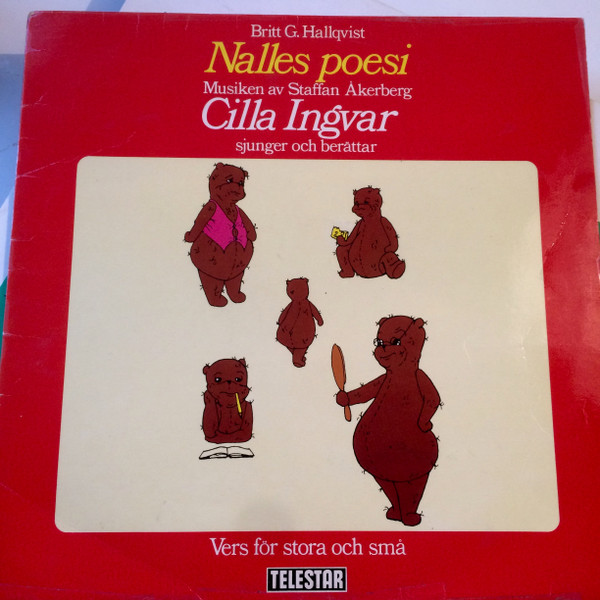 Britt G. Hallqvist
Nalles poesi
Musiken av Staffan Åkerberg
Cilla Ingvar
sjunger och berättar
Vers för stora och små
TELESTAR